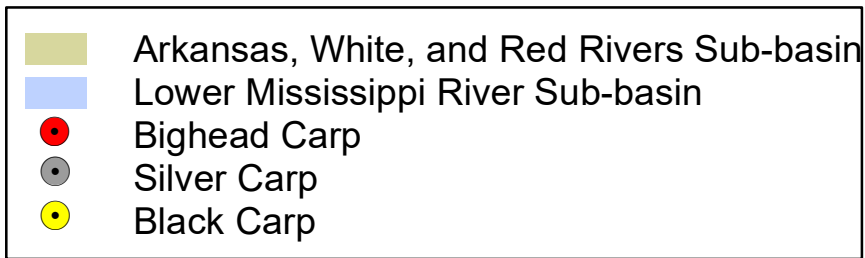 Arkansas, White, and Red Rivers Sub-basin
Lower Mississippi River Sub-basin
Bighead Carp
Silver Carp
Black Carp